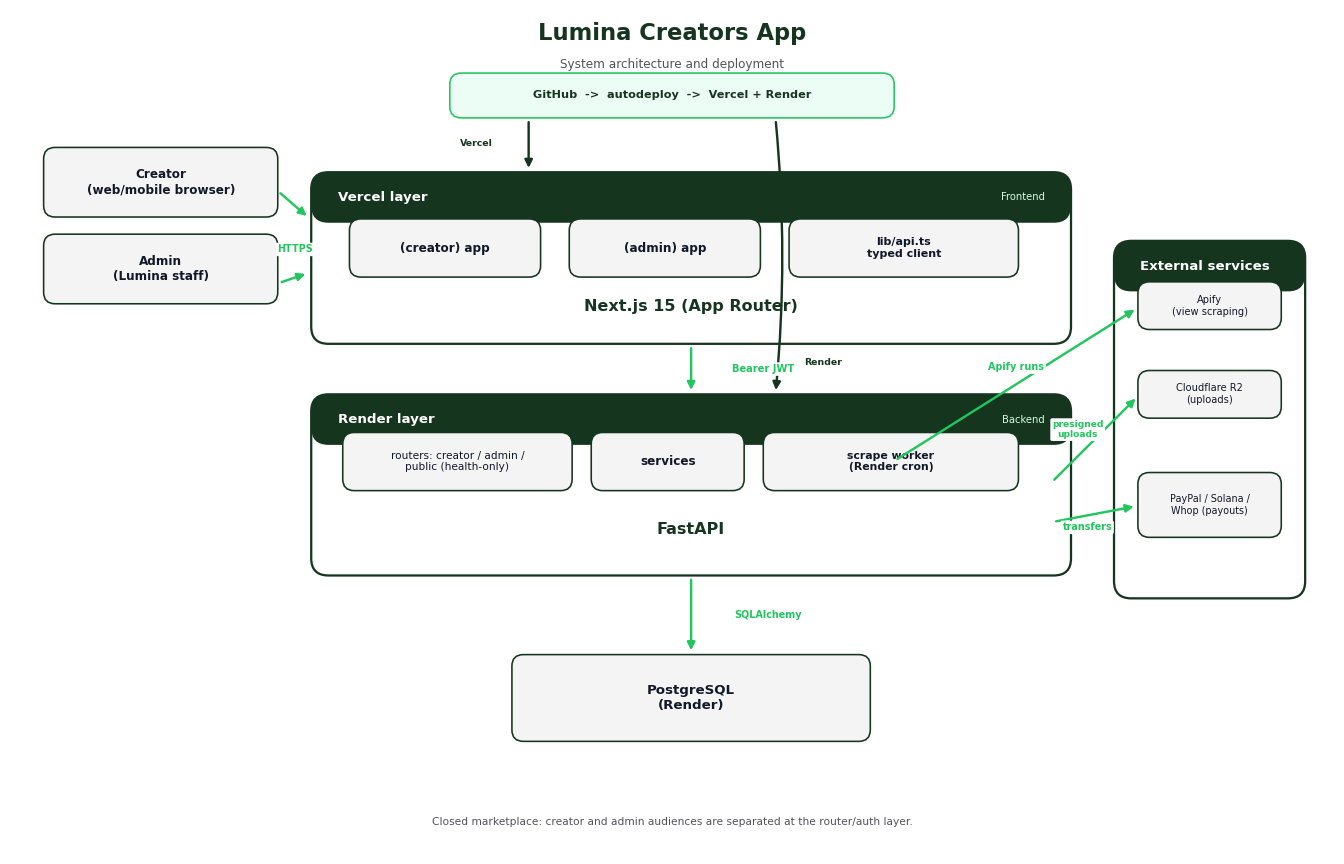 Lumina Creators App
System architecture and deployment
GitHub -> autodeploy -> Vercel + Render
Vercel
Creator
(web/mobile browser)
Admin
(Lumina staff)
HTTPS
Vercel layer
Frontend
(creator) app
(admin) app
lib/api.ts
typed client
Next.js 15 (App Router)
Bearer JWT
Render
Render layer
Backend
routers: creator / admin /
public (health-only)
services
scrape worker
(Render cron)
FastAPI
Apify runs
presigned
uploads
transfers
External services
Apify
(view scraping)
Cloudflare R2
(uploads)
PayPal / Solana /
Whop (payouts)
SQLAlchemy
PostgreSQL
(Render)
Closed marketplace: creator and admin audiences are separated at the router/auth layer.